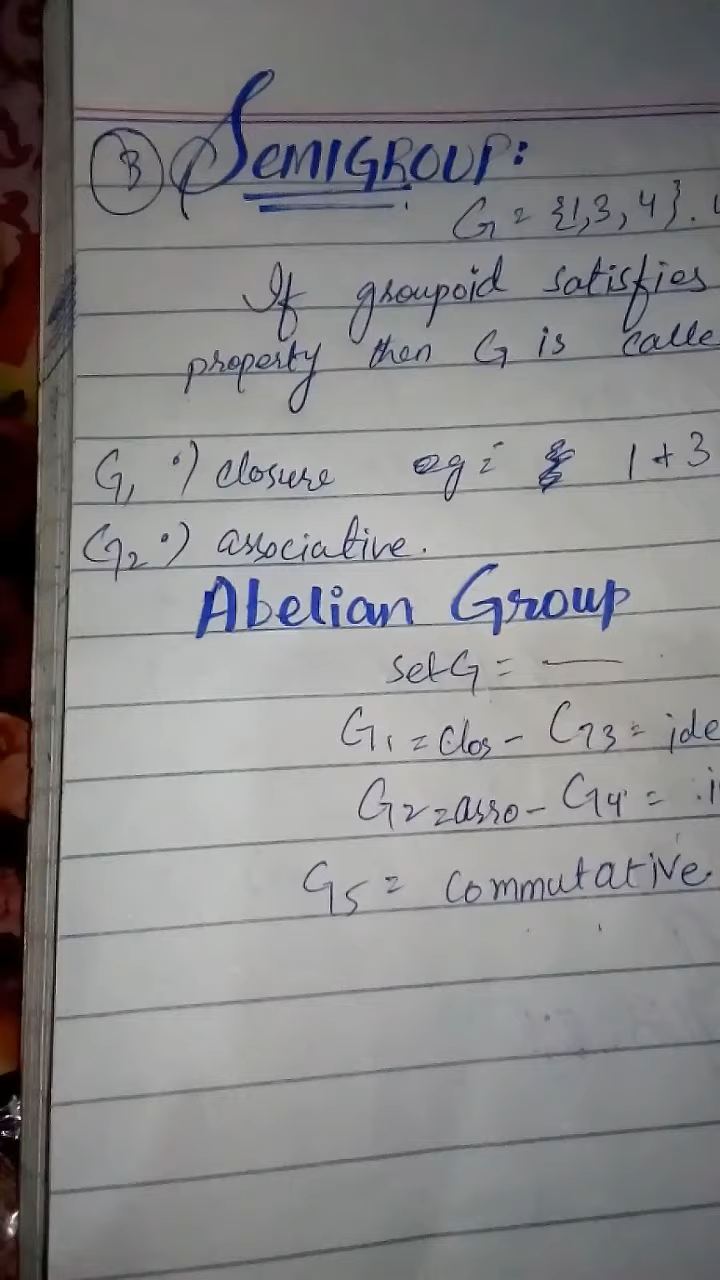 3 SEMIGROUP:
G = {1,3,4}.
If groupoid satisfies
property then G is calle
G1 •) closure eg: 1+3
G2 •) associative.
Abelian Group
set G = —
G1 = clos - G3 = ide
G2 = asso - G4 = i
G5 = commutative